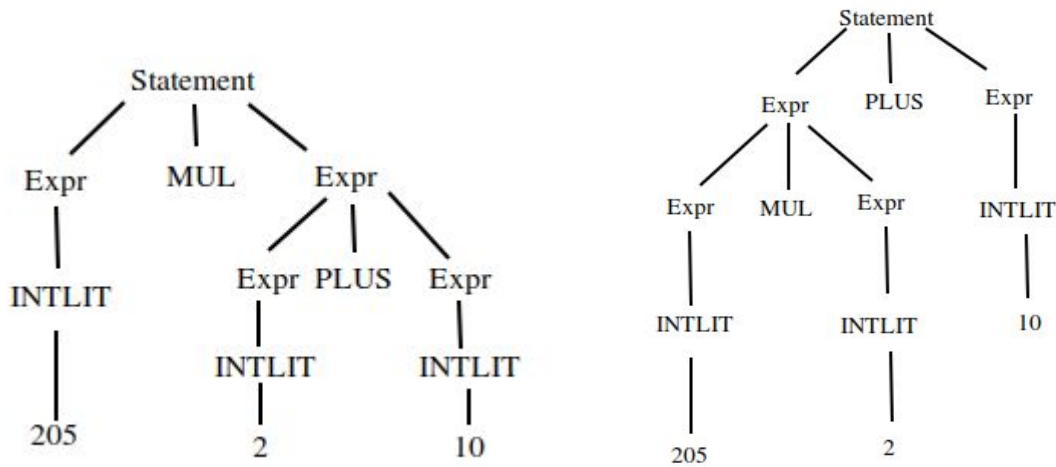 Statement
Expr MUL Expr
Expr PLUS Expr
INTLIT
INTLIT INTLIT
205 2 10
Statement
Expr PLUS Expr
Expr MUL Expr INTLIT
INTLIT INTLIT 10
205 2